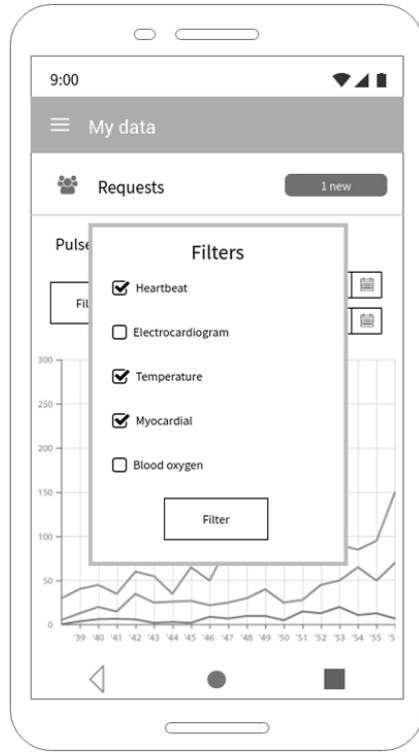 9:00
My data
Requests
1 new
Pulse
Filters
Heartbeat
Fil
Electrocardiogram
Temperature
Myocardial
Blood oxygen
Filter
300
250
200
150
100
50
0
'39 '40 '41 '42 '43 '44 '45 '46 '47 '48 '49 '50 '51 '52 '53 '54 '55 '5